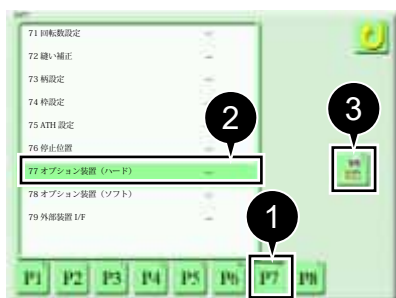 71 回転数設定
72 縫い補正
73 柄設定
74 枠設定
75 ATH 設定
76 停止位置
77 オプション装置（ハード）
78 オプション装置（ソフト）
79 外部装置 I/F
2
3
1
P1 P2 P3 P4 P5 P6 P7 P8